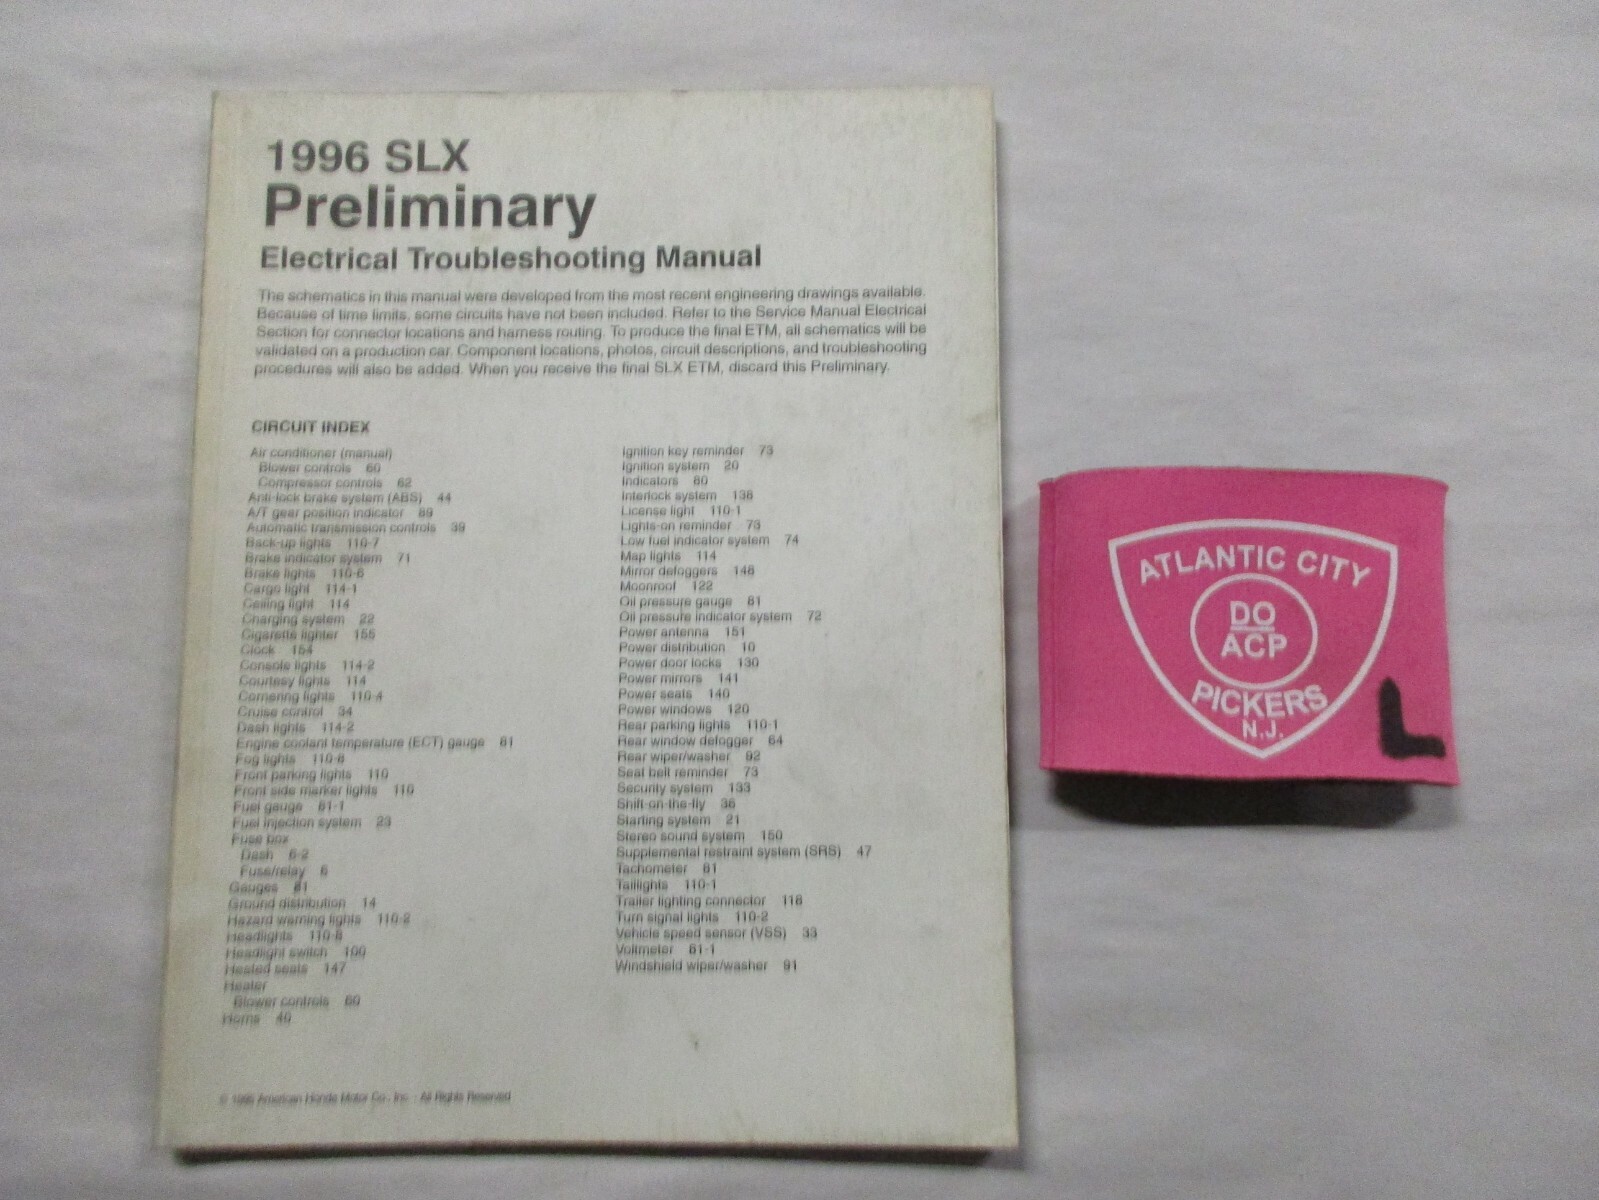 1996 SLX
Preliminary
Electrical Troubleshooting Manual
The schematics in this manual were developed from the most recent engineering drawings available.
Because of time limits, some circuits have not been included. Refer to the Service Manual Electrical
Section for connector locations and harness routing. To produce the final ETM, all schematics will be
validated on a production car. Component locations, photos, circuit descriptions, and troubleshooting
procedures will also be added. When you receive the final SLX ETM, discard this Preliminary.
CIRCUIT INDEX
Air conditioner (manual)
Blower controls 60
Compressor controls 62
Anti-lock brake system (ABS) 44
A/T gear position indicator 89
Automatic transmission controls 39
Back-up lights 110-7
Brake indicator system 71
Brake lights 110-6
Cargo light 114-1
Ceiling light 114
Charging system 22
Cigarette lighter 155
Clock 154
Console lights 114-2
Courtesy lights 114
Cornering lights 110-4
Cruise control 34
Dash lights 114-2
Engine coolant temperature (ECT) gauge 81
Fog lights 110-8
Front parking lights 110
Front side marker lights 110
Fuel gauge 81-1
Fuel injection system 23
Fuse box
Dash 6-2
Fuse/relay 6
Gauges 81
Ground distribution 14
Hazard warning lights 110-2
Headlights 110-8
Headlight switch 100
Heated seats 147
Heater
Blower controls 60
Horns 40
Ignition key reminder 73
Ignition system 20
Indicators 80
Interlock system 138
License light 110-1
Lights-on reminder 73
Low fuel indicator system 74
Map lights 114
Mirror defoggers 148
Moonroof 122
Oil pressure gauge 81
Oil pressure indicator system 72
Power antenna 151
Power distribution 10
Power door locks 130
Power mirrors 141
Power seats 140
Power windows 120
Rear parking lights 110-1
Rear window defogger 64
Rear wiper/washer 92
Seat belt reminder 73
Security system 133
Shift-on-the-fly 36
Starting system 21
Stereo sound system 150
Supplemental restraint system (SRS) 47
Tachometer 81
Taillights 110-1
Trailer lighting connector 118
Turn signal lights 110-2
Vehicle speed sensor (VSS) 33
Voltmeter 81-1
Windshield wiper/washer 91
© 1995 American Honda Motor Co., Inc. - All Rights Reserved
ATLANTIC CITY
DO
ACP
PICKERS
N.J.
L